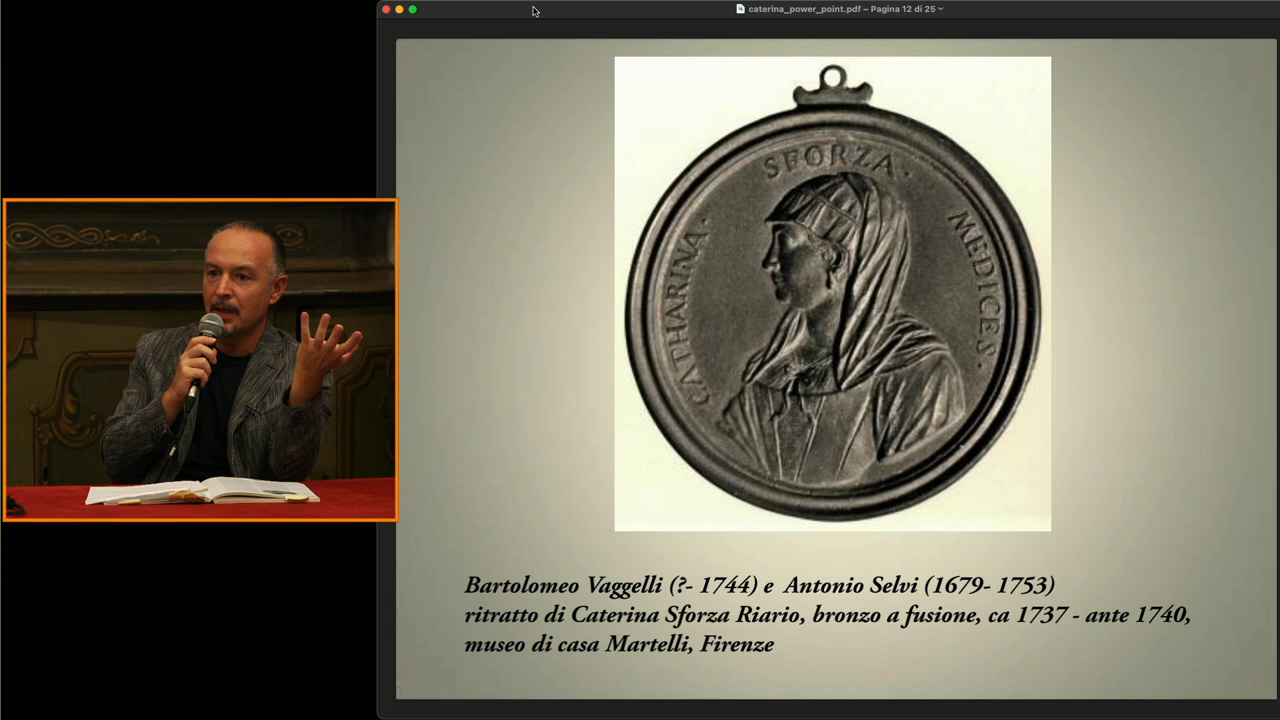 caterina_power_point.pdf – Pagina 12 di 25
CATHARINA · SFORZA · MEDICES ·
Bartolomeo Vaggelli (?- 1744) e Antonio Selvi (1679- 1753)
ritratto di Caterina Sforza Riario, bronzo a fusione, ca 1737 - ante 1740,
museo di casa Martelli, Firenze